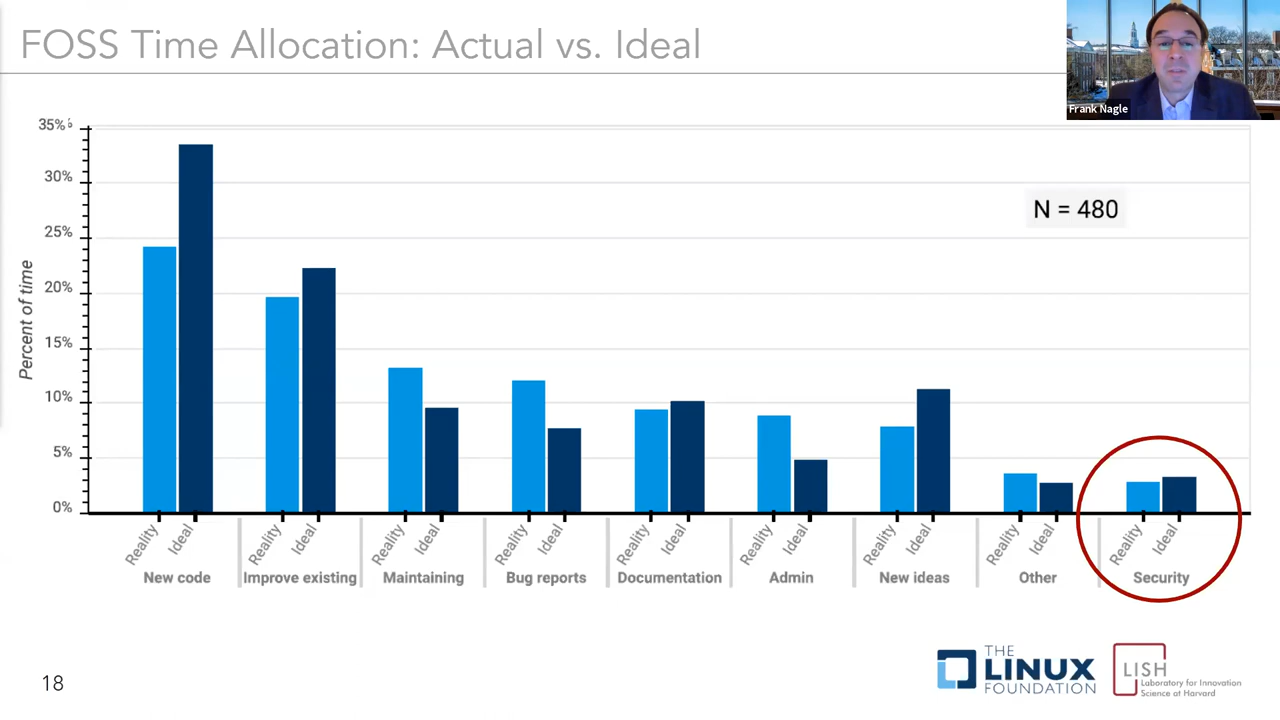 FOSS Time Allocation: Actual vs. Ideal
Frank Nagle
35%
30%
25%
20%
15%
10%
5%
0%
Percent of time
N = 480
Reality Ideal Reality Ideal Reality Ideal Reality Ideal Reality Ideal Reality Ideal Reality Ideal Reality Ideal Reality Ideal
New code Improve existing Maintaining Bug reports Documentation Admin New ideas Other Security
18
THE
LINUX
FOUNDATION
LISH
Laboratory for Innovation
Science at Harvard